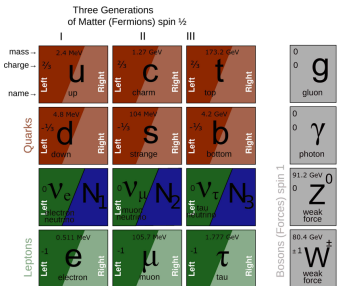 Three Generations
of Matter (Fermions) spin ½
I II III
mass→ 2.4 MeV 1.27 GeV 173.2 GeV 0
charge→ ⅔ ⅔ ⅔ 0
u c t g
Left Right Left Right Left Right
name→ up charm top gluon
Quarks
4.8 MeV 104 MeV 4.2 GeV 0
-⅓ -⅓ -⅓ 0
d s b γ
Left Right Left Right Left Right
down strange bottom photon
Bosons (Forces) spin 1
0 νe N1 0 νμ N2 0 ντ N3
Left Left Left
electron neutrino muon neutrino tau neutrino
91.2 GeV
0
Z0
weak
force
Leptons
0.511 MeV 105.7 MeV 1.777 GeV 80.4 GeV
-1 -1 -1 ±1
e μ τ W±
Left Right Left Right Left Right
electron muon tau weak
force